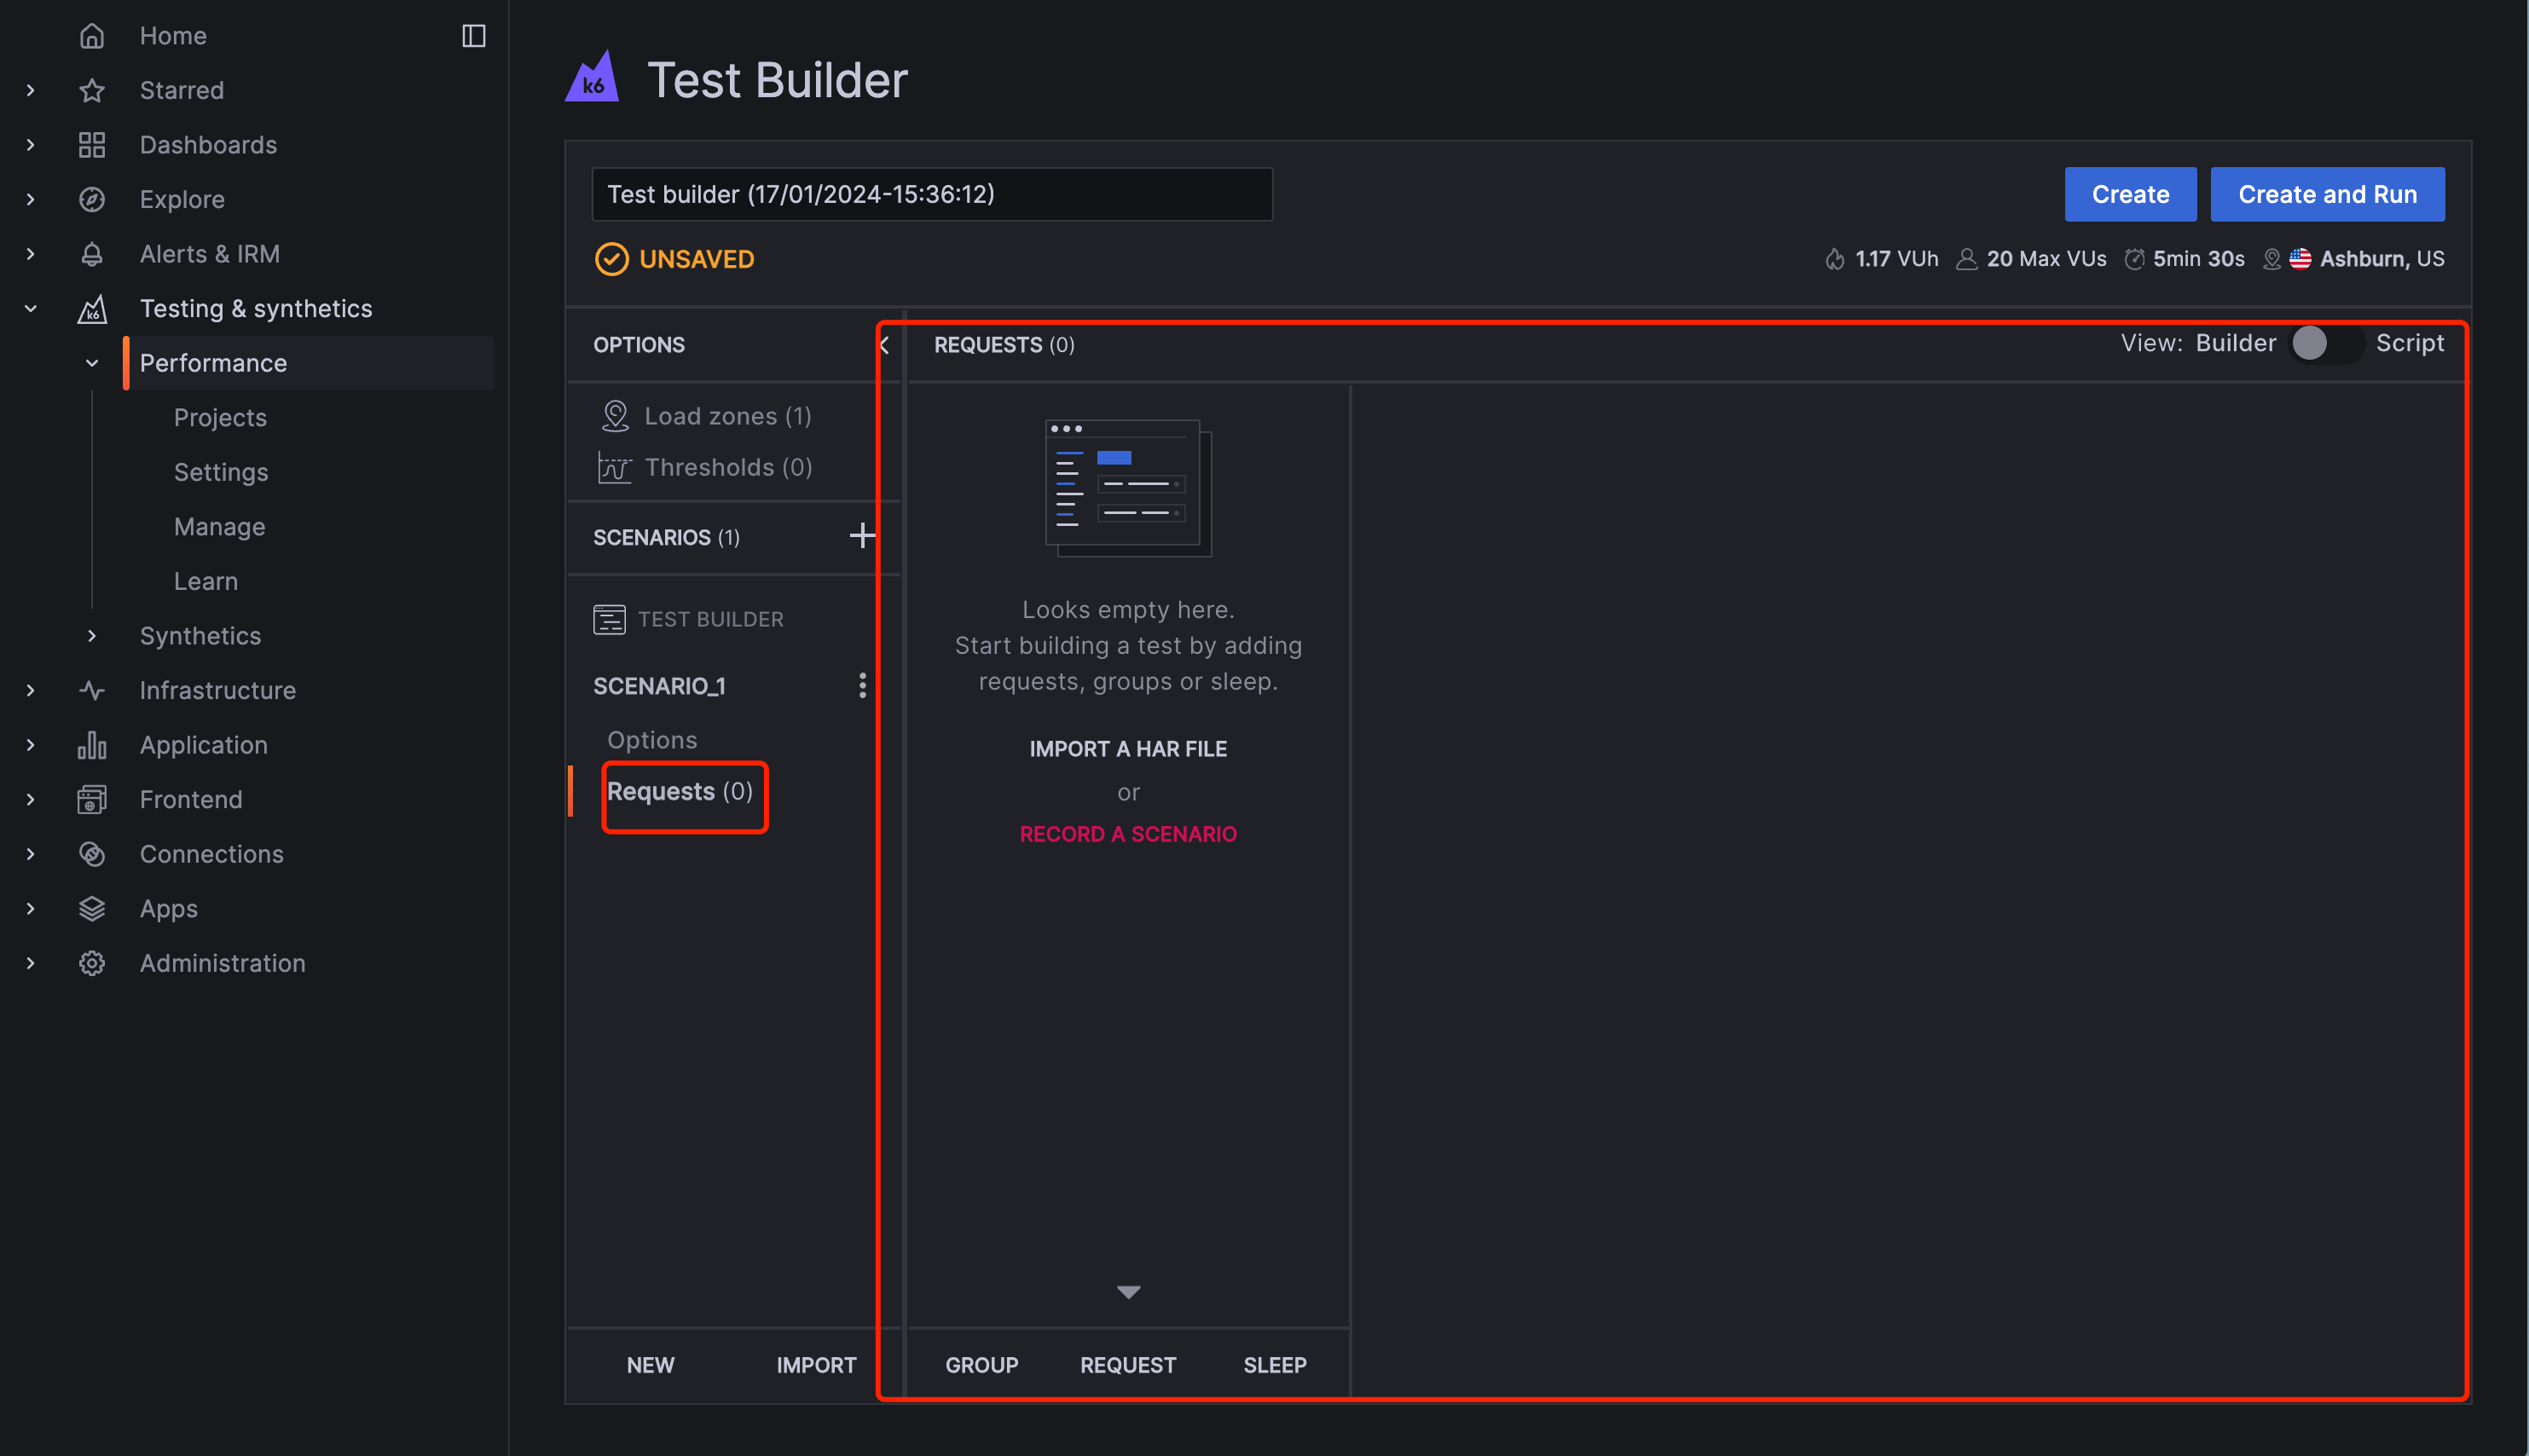 Home
Starred
Dashboards
Explore
Alerts & IRM
Testing & synthetics
k6
Performance
Projects
Settings
Manage
Learn
Synthetics
Infrastructure
Application
Frontend
Connections
Apps
Administration
k6
Test Builder
Test builder (17/01/2024-15:36:12)
Create
Create and Run
UNSAVED
1.17 VUh
20 Max VUs
5min 30s
Ashburn, US
OPTIONS
Load zones (1)
Thresholds (0)
SCENARIOS (1)
TEST BUILDER
SCENARIO_1
Options
Requests (0)
NEW
IMPORT
REQUESTS (0)
View: Builder
Script
Looks empty here.
Start building a test by adding
requests, groups or sleep.
IMPORT A HAR FILE
or
RECORD A SCENARIO
GROUP
REQUEST
SLEEP